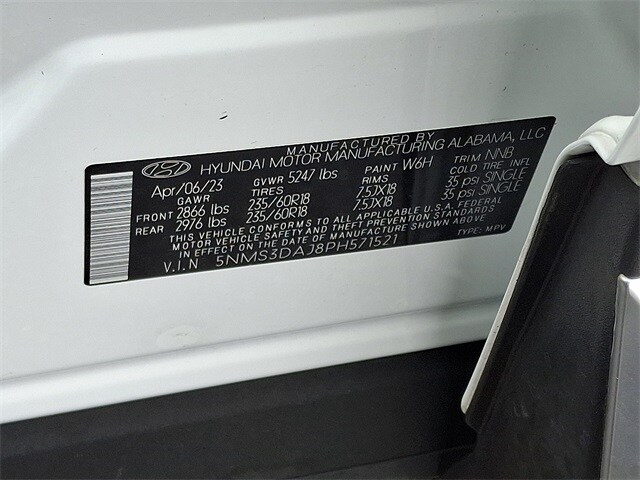 MANUFACTURED BY
HYUNDAI MOTOR MANUFACTURING ALABAMA, LLC
Apr/06/23 GVWR 5247 lbs PAINT W6H TRIM NNB
GAWR TIRES RIMS COLD TIRE INFL
FRONT 2866 lbs 235/60R18 7.5JX18 35 psi SINGLE
REAR 2976 lbs 235/60R18 7.5JX18 35 psi SINGLE
THIS VEHICLE CONFORMS TO ALL APPLICABLE U.S.A. FEDERAL
MOTOR VEHICLE SAFETY AND THEFT PREVENTION STANDARDS
IN EFFECT ON THE DATE OF MANUFACTURE SHOWN ABOVE.
V.I.N 5NMS3DAJ8PH571521 TYPE: MPV